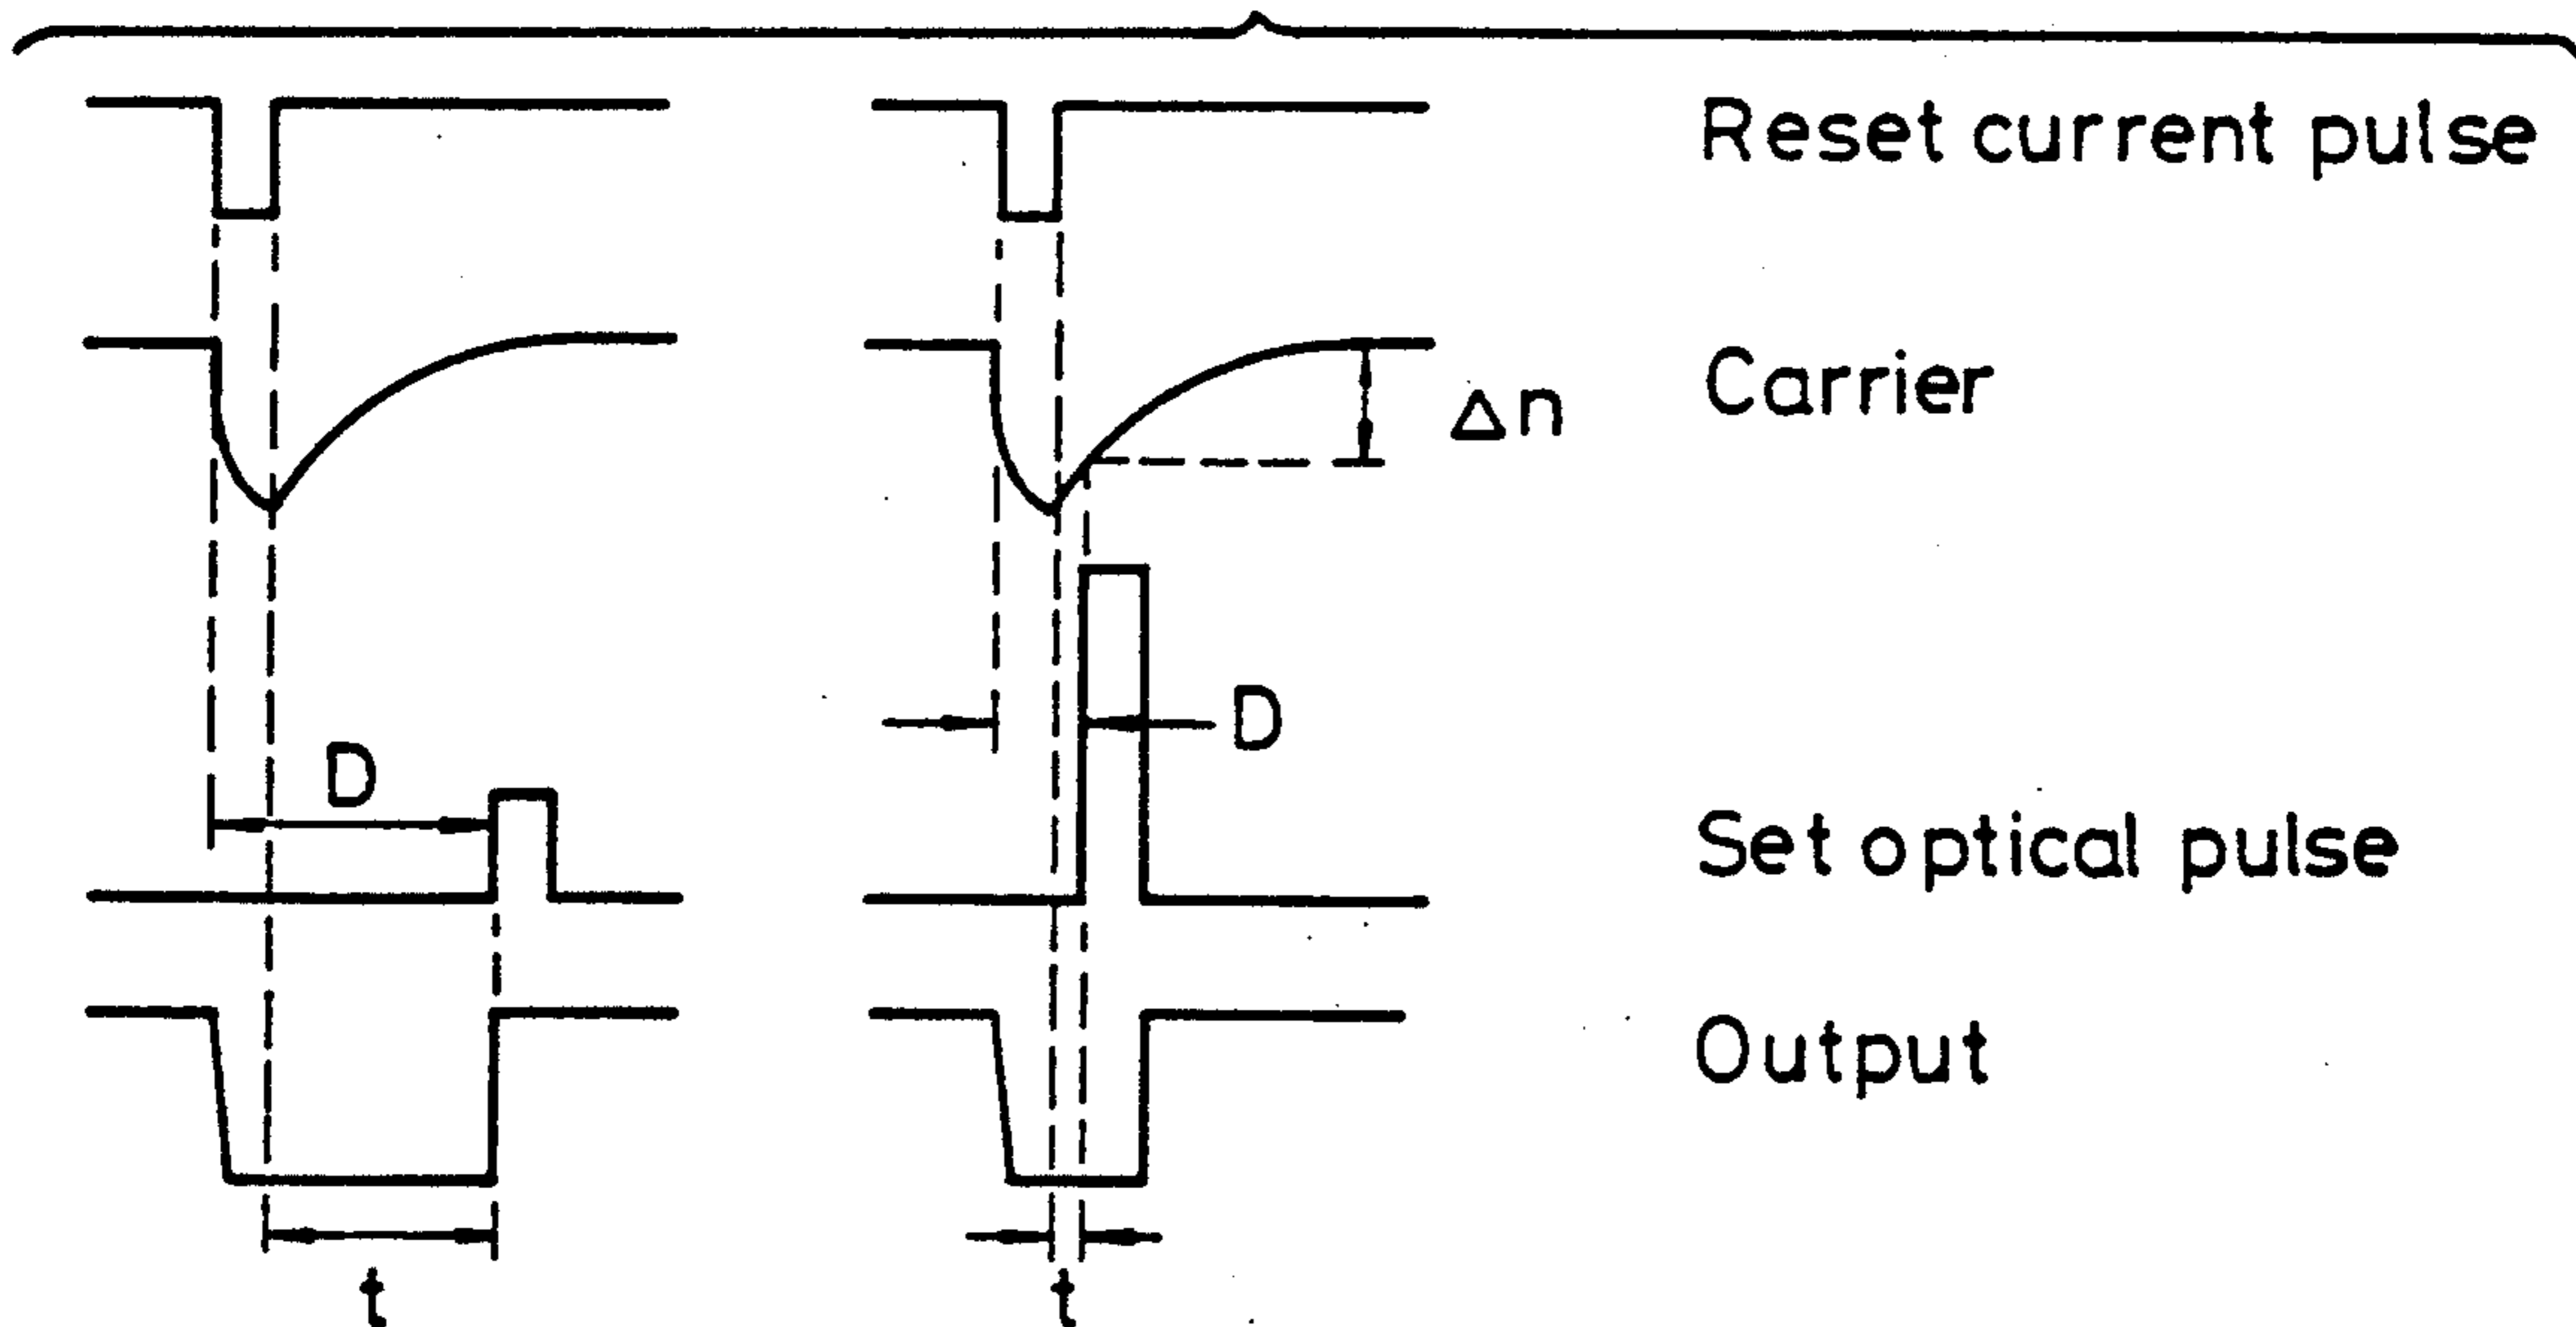 Reset current pulse
Δn
Carrier
D
D
Set optical pulse
Output
t
t